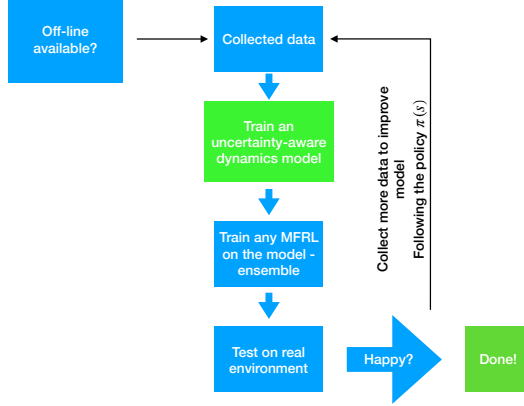 Off-line
available?
Collected data
Train an
uncertainty-aware
dynamics model
Train any MFRL
on the model -
ensemble
Test on real
environment
Happy?
Done!
Collect more data to improve
model
Following the policy π(s)